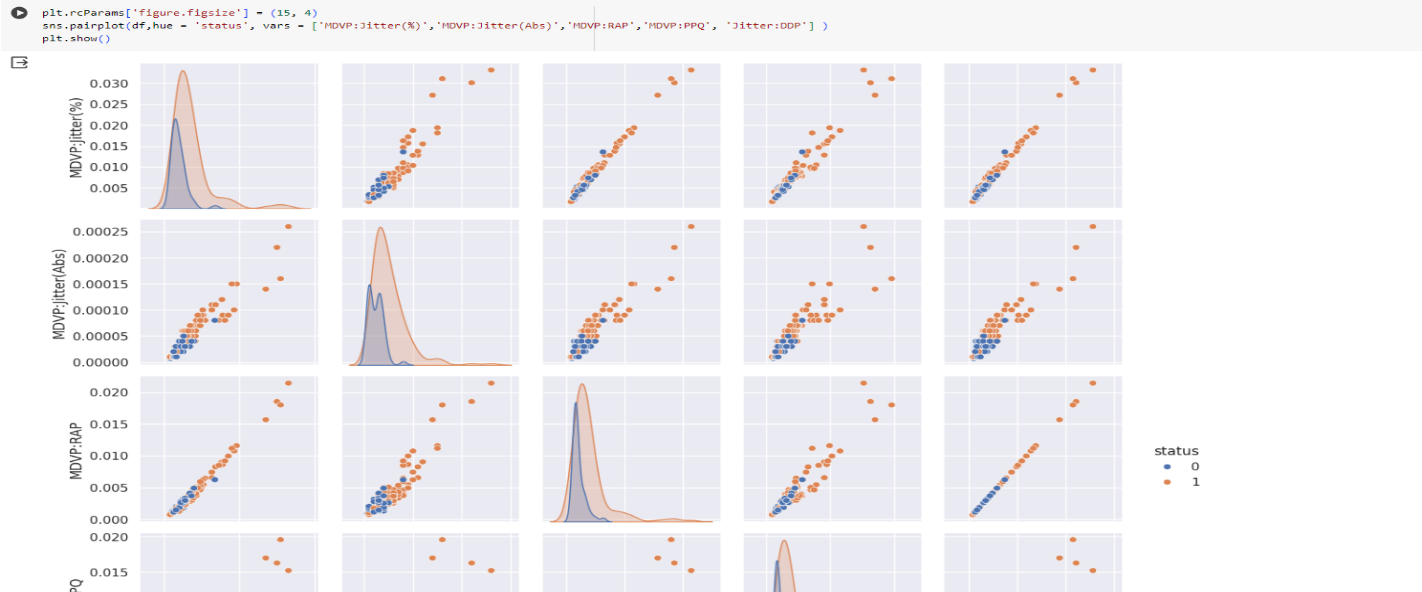 plt.rcParams['figure.figsize'] = (15, 4)
sns.pairplot(df,hue = 'status', vars = ['MDVP:Jitter(%)','MDVP:Jitter(Abs)','MDVP:RAP','MDVP:PPQ', 'Jitter:DDP'] )
plt.show()
MDVP:Jitter(%)
0.030
0.025
0.020
0.015
0.010
0.005
MDVP:Jitter(Abs)
0.00025
0.00020
0.00015
0.00010
0.00005
0.00000
MDVP:RAP
0.020
0.015
0.010
0.005
0.000
status
0
1
PQ
0.020
0.015